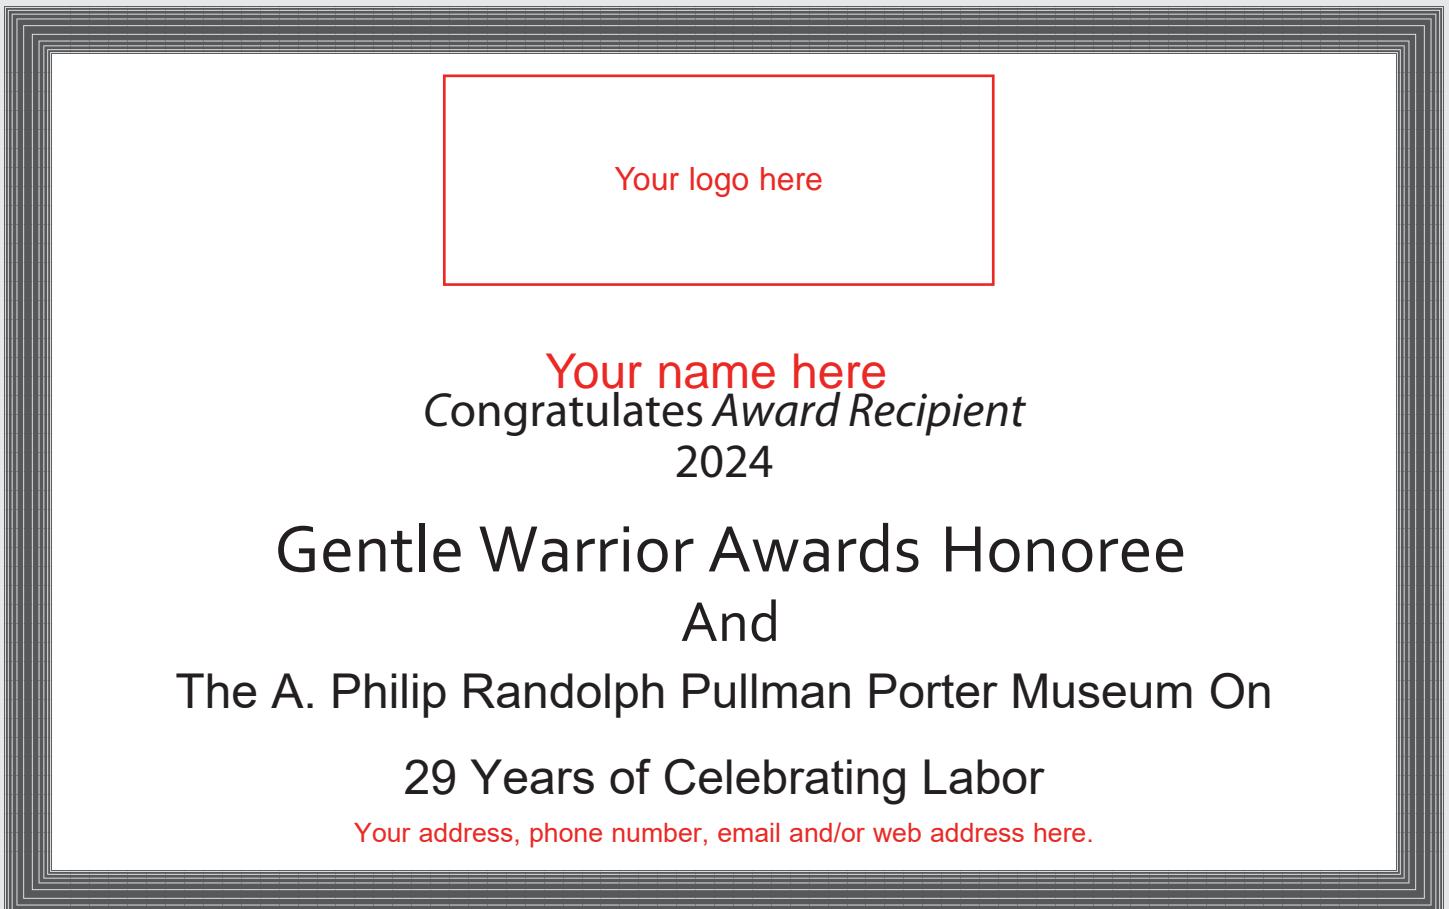 Your logo here
Your name here
Congratulates Award Recipient
2024
Gentle Warrior Awards Honoree
And
The A. Philip Randolph Pullman Porter Museum On
29 Years of Celebrating Labor
Your address, phone number, email and/or web address here.